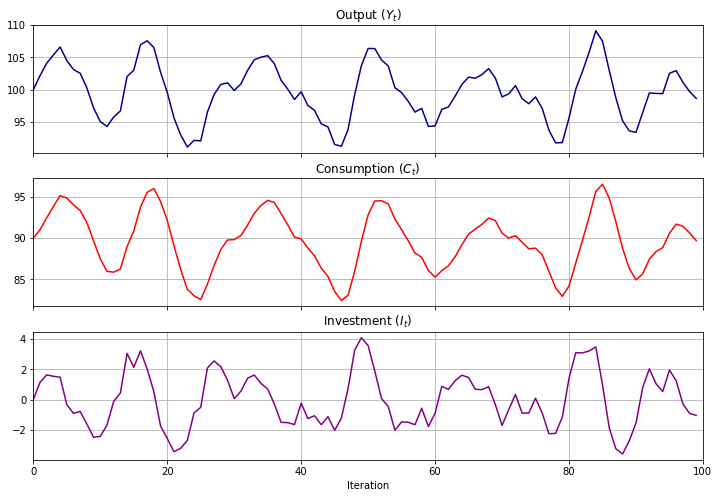 Output (Y_t)
110
105
100
95
Consumption (C_t)
95
90
85
Investment (I_t)
4
2
0
−2
0 20 40 60 80 100
Iteration